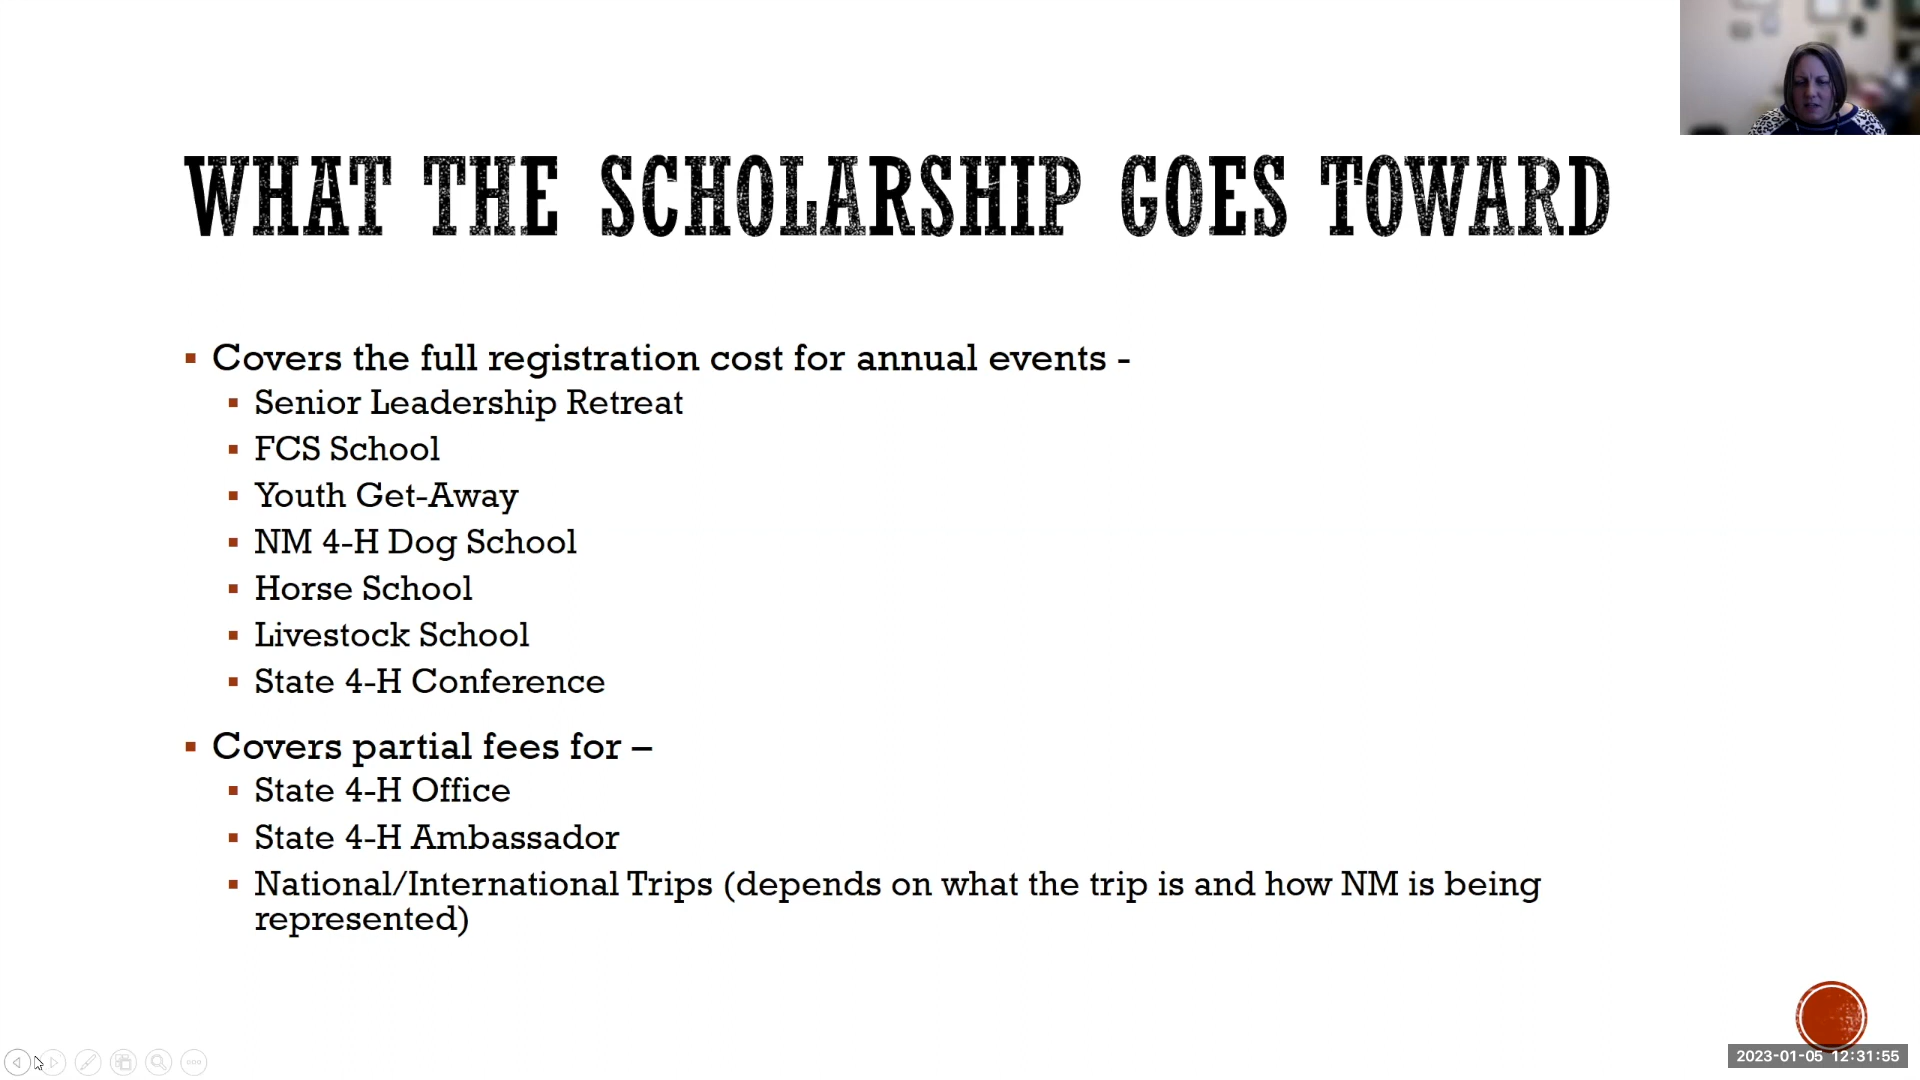 WHAT THE SCHOLARSHIP GOES TOWARD
Covers the full registration cost for annual events -
Senior Leadership Retreat
FCS School
Youth Get-Away
NM 4-H Dog School
Horse School
Livestock School
State 4-H Conference
Covers partial fees for –
State 4-H Office
State 4-H Ambassador
National/International Trips (depends on what the trip is and how NM is being
represented)
2023-01-05 12:31:55